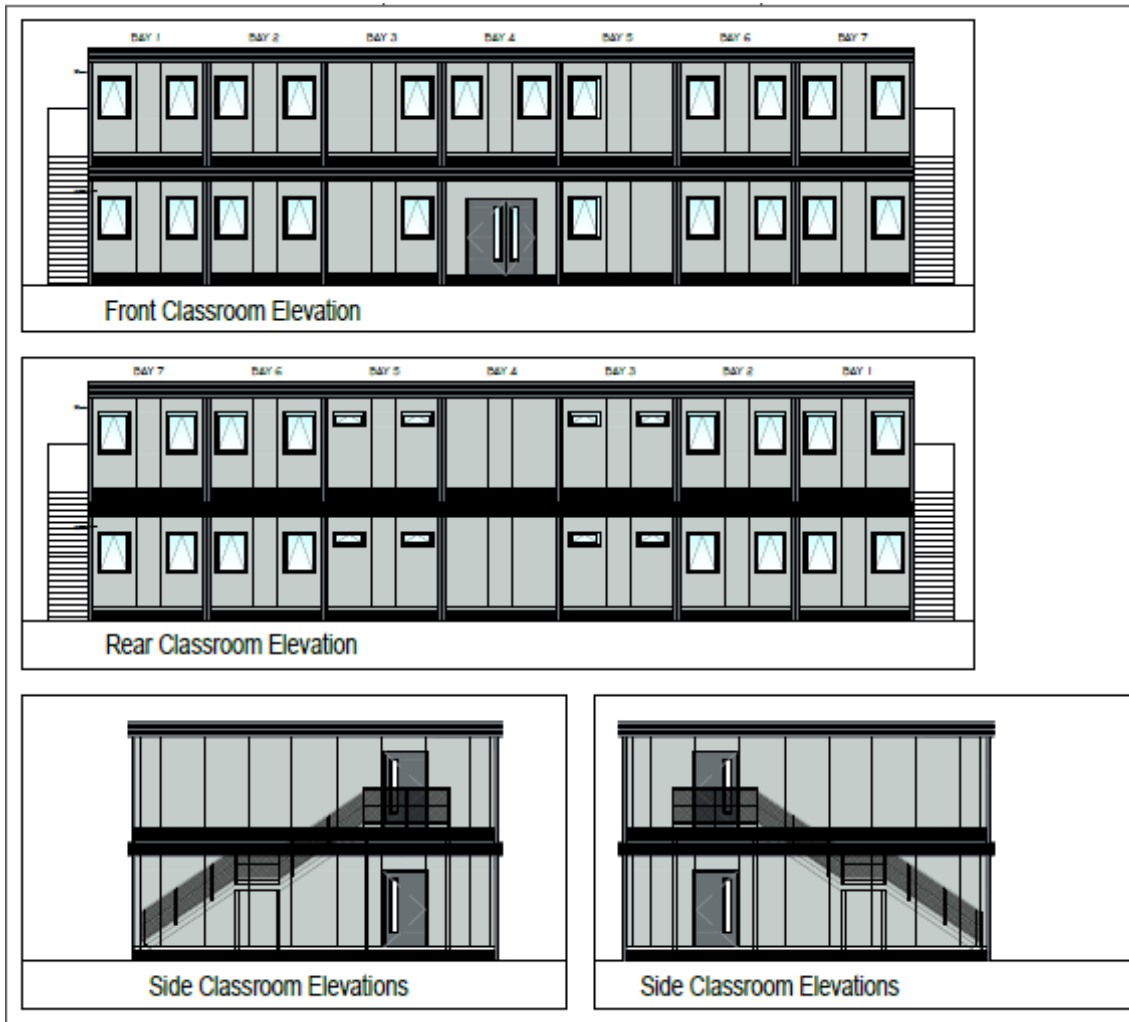 BAY 1 BAY 2 BAY 3 BAY 4 BAY 5 BAY 6 BAY 7
Front Classroom Elevation
BAY 7 BAY 6 BAY 5 BAY 4 BAY 3 BAY 2 BAY 1
Rear Classroom Elevation
Side Classroom Elevations
Side Classroom Elevations